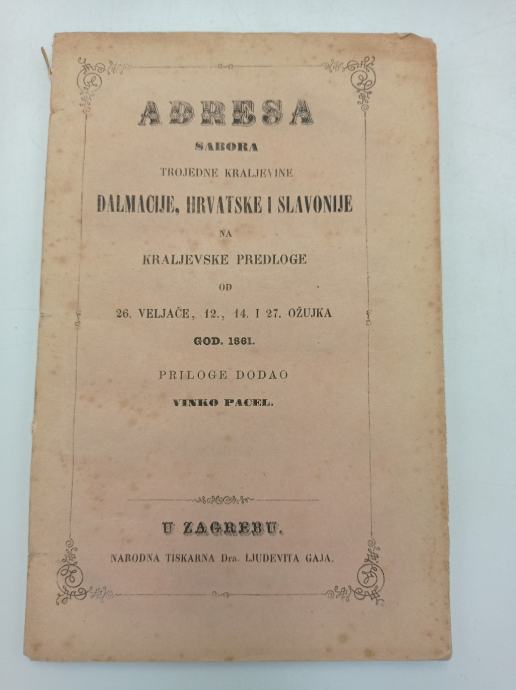 ADRESA
SABORA
TROJEDNE KRALJEVINE
DALMACIJE, HRVATSKE I SLAVONIJE
NA
KRALJEVSKE PREDLOGE
OD
26. VELJAČE, 12., 14. I 27. OŽUJKA
GOD. 1861.
PRILOGE DODAO
VINKO PACEL.
U ZAGREBU.
NARODNA TISKARNA Dra. LJUDEVITA GAJA.